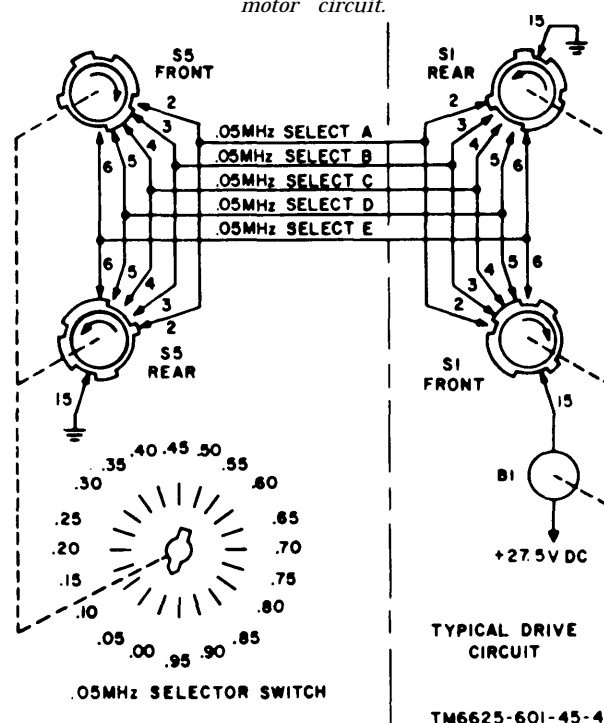 motor circuit.
S5
FRONT
S1
REAR
15
2
3
4
5
6
2
3
4
5
6
.05MHz SELECT A
.05MHz SELECT B
.05MHz SELECT C
.05MHz SELECT D
.05MHz SELECT E
6
5
4
3
2
6
5
4
3
2
S5
REAR
S1
FRONT
15
15
B1
+27.5V DC
.00
.05
.10
.15
.20
.25
.30
.35
.40
.45
.50
.55
.60
.65
.70
.75
.80
.85
.90
.95
.05MHz SELECTOR SWITCH
TYPICAL DRIVE
CIRCUIT
TM6625-601-45-4